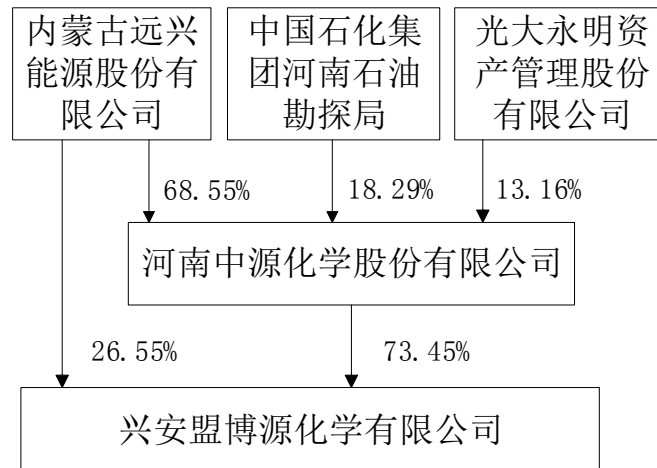 内蒙古远兴
能源股份有
限公司
中国石化集
团河南石油
勘探局
光大永明资
产管理股份
有限公司
68.55%
18.29%
13.16%
河南中源化学股份有限公司
26.55%
73.45%
兴安盟博源化学有限公司